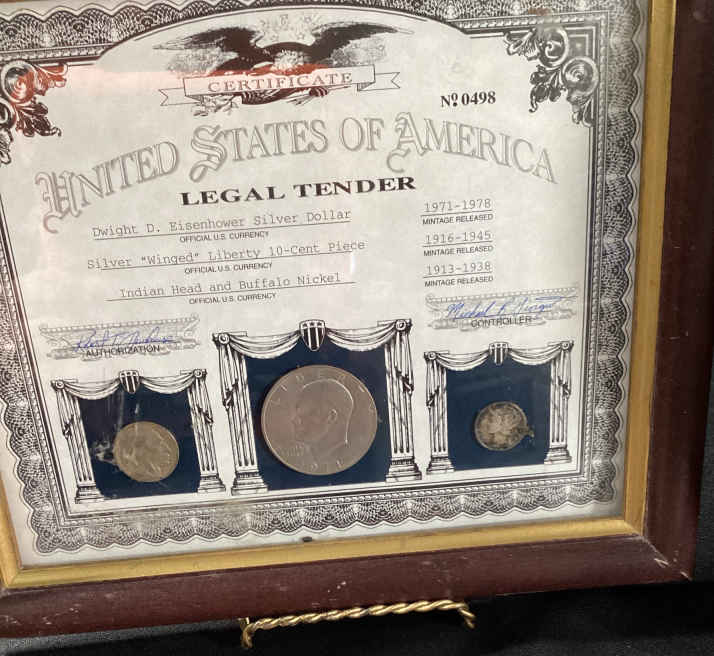 CERTIFICATE
Nº 0498
UNITED STATES OF AMERICA
LEGAL TENDER
Dwight D. Eisenhower Silver Dollar
OFFICIAL U.S. CURRENCY
1971-1978
MINTAGE RELEASED
Silver "Winged" Liberty 10-Cent Piece
OFFICIAL U.S. CURRENCY
1916-1945
MINTAGE RELEASED
Indian Head and Buffalo Nickel
OFFICIAL U.S. CURRENCY
1913-1938
MINTAGE RELEASED
AUTHORIZATION
CONTROLLER
LIBERTY